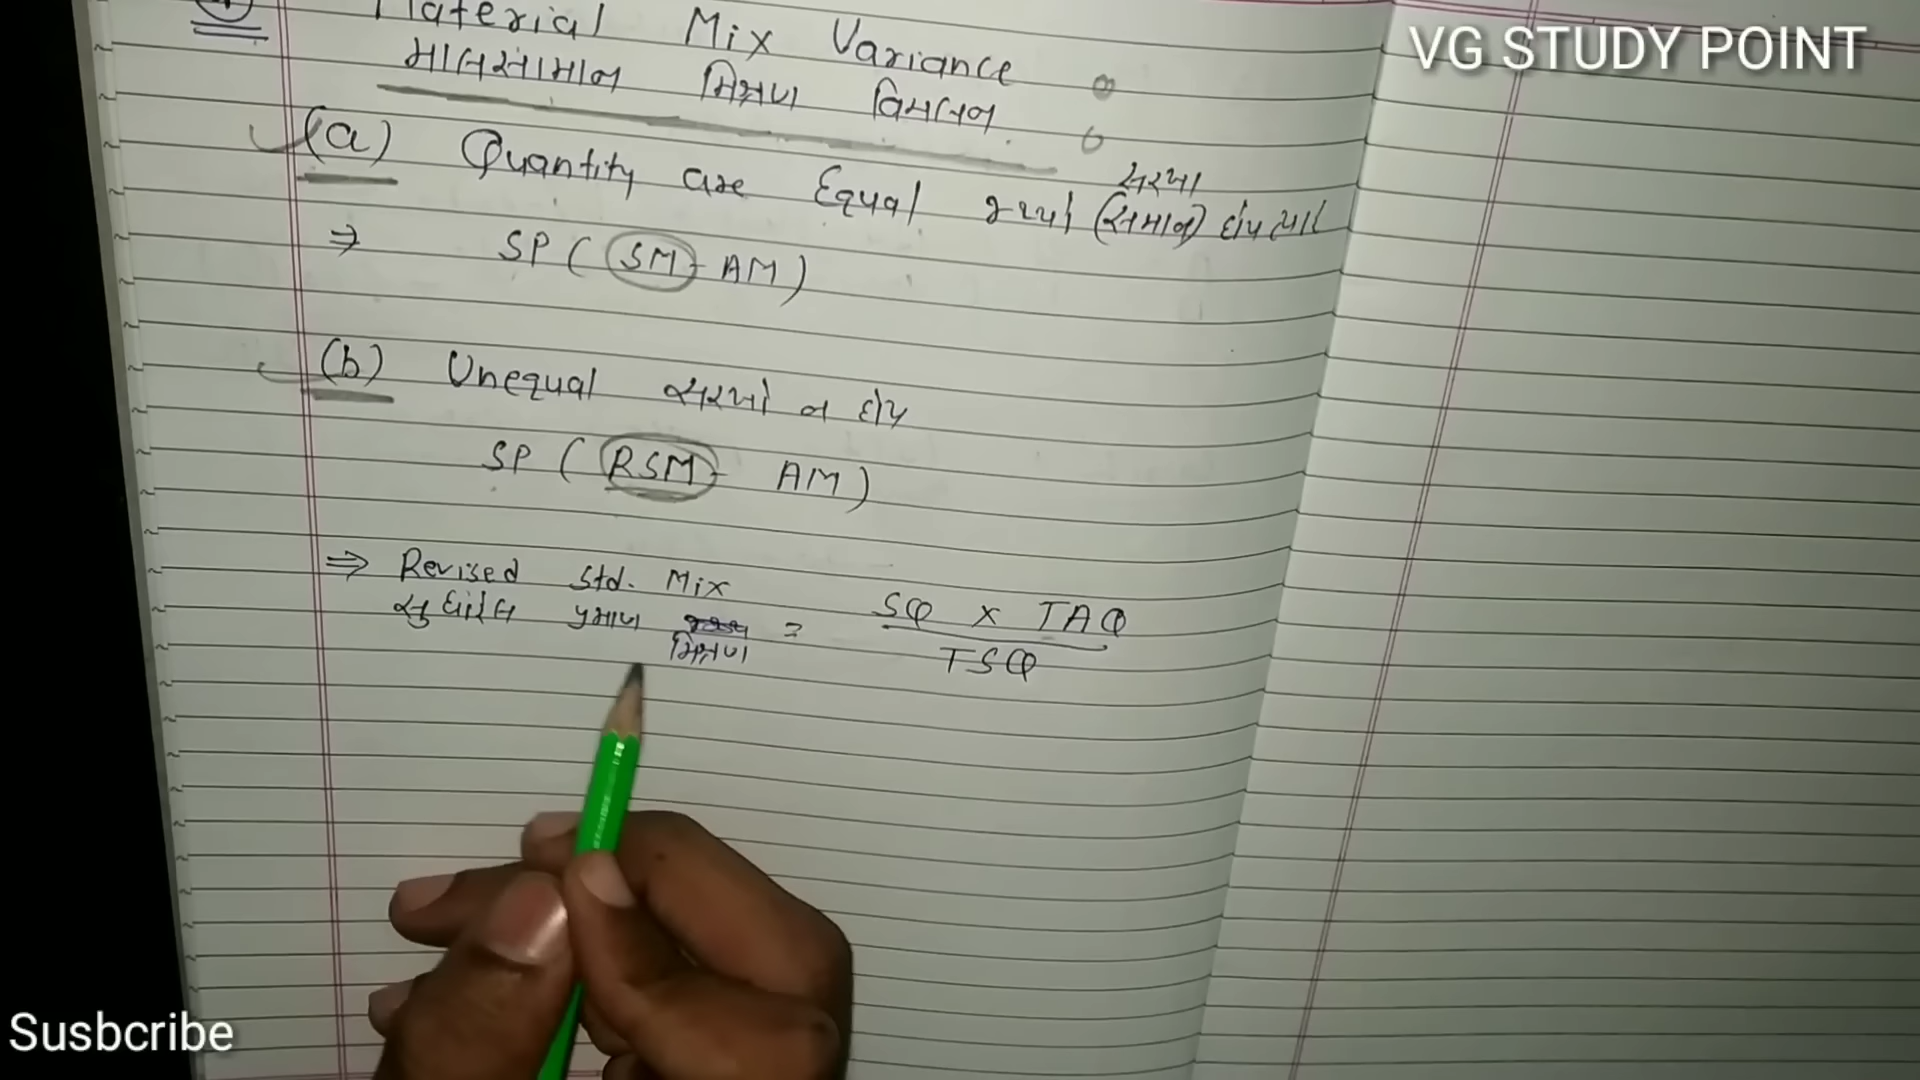 VG STUDY POINT
Material Mix Variance
માલસામાન મિશ્રણ વિચલન
(a) Quantity are Equal જથ્થો (સમાન) હોય ત્યારે
સરખા
⇒ SP ( SM - AM )
(b) Unequal સરખો ન હોય
SP ( RSM - AM )
⇒ Revised Std. Mix
સુધારેલ પ્રમાણ = SQ X TAQ
મિશ્રણ TSQ
Susbcribe